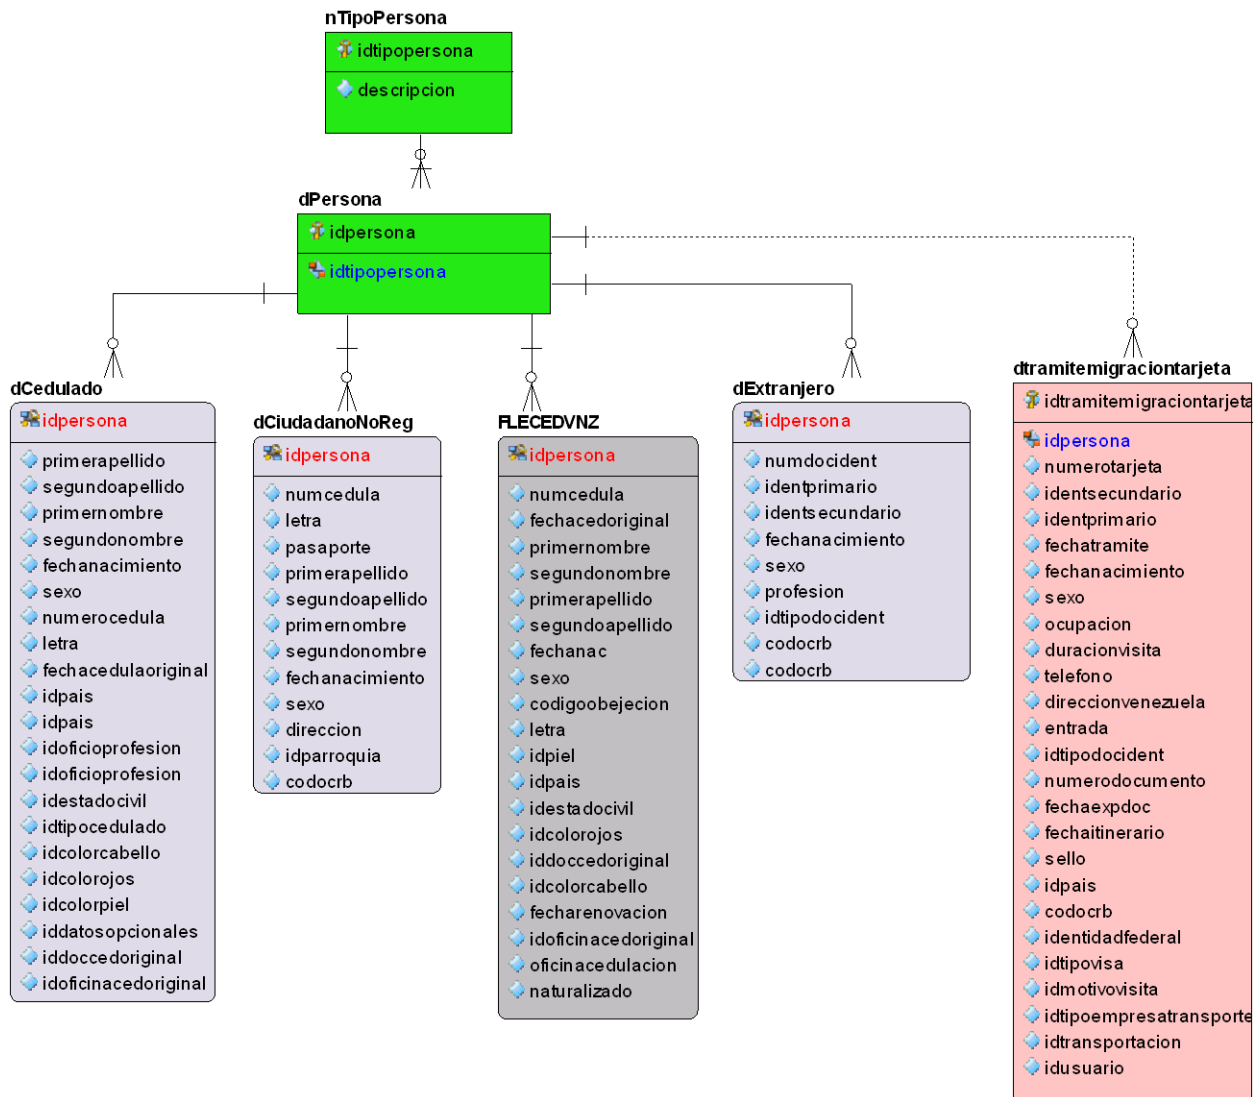 nTipoPersona
idtipopersona
descripcion
dPersona
idpersona
idtipopersona
dCedulado
idpersona
primerapellido
segundoapellido
primernombre
segundonombre
fechanacimiento
sexo
numerocedula
letra
fechacedulaoriginal
idpais
idpais
idoficioprofesion
idoficioprofesion
idestadocivil
idtipocedulado
idcolorcabello
idcolorojos
idcolorpiel
iddatosopcionales
iddoccedoriginal
idoficinacedoriginal
dCiudadanoNoReg
idpersona
numcedula
letra
pasaporte
primerapellido
segundoapellido
primernombre
segundonombre
fechanacimiento
sexo
direccion
idparroquia
codocrb
FLECEDVNZ
idpersona
numcedula
fechacedoriginal
primernombre
segundonombre
primerapellido
segundoapellido
fechanac
sexo
codigoobejecion
letra
idpiel
idpais
idestadocivil
idcolorojos
iddoccedoriginal
idcolorcabello
fecharenovacion
idoficinacedoriginal
oficinacedulacion
naturalizado
dExtranjero
idpersona
numdocident
identprimario
identsecundario
fechanacimiento
sexo
profesion
idtipodocident
codocrb
codocrb
dtramitemigraciontarjeta
idtramitemigraciontarjeta
idpersona
numerotarjeta
identsecundario
identprimario
fechatramite
fechanacimiento
sexo
ocupacion
duracionvisita
telefono
direccionvenezuela
entrada
idtipodocident
numerodocumento
fechaexpdoc
fechaitinerario
sello
idpais
codocrb
identidadfederal
idtipovisa
idmotivovisita
idtipoempresatransporte
idtransportacion
idusuario